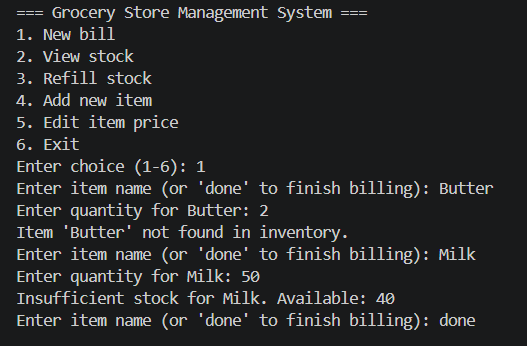 === Grocery Store Management System ===
1. New bill
2. View stock
3. Refill stock
4. Add new item
5. Edit item price
6. Exit
Enter choice (1-6): 1
Enter item name (or 'done' to finish billing): Butter
Enter quantity for Butter: 2
Item 'Butter' not found in inventory.
Enter item name (or 'done' to finish billing): Milk
Enter quantity for Milk: 50
Insufficient stock for Milk. Available: 40
Enter item name (or 'done' to finish billing): done